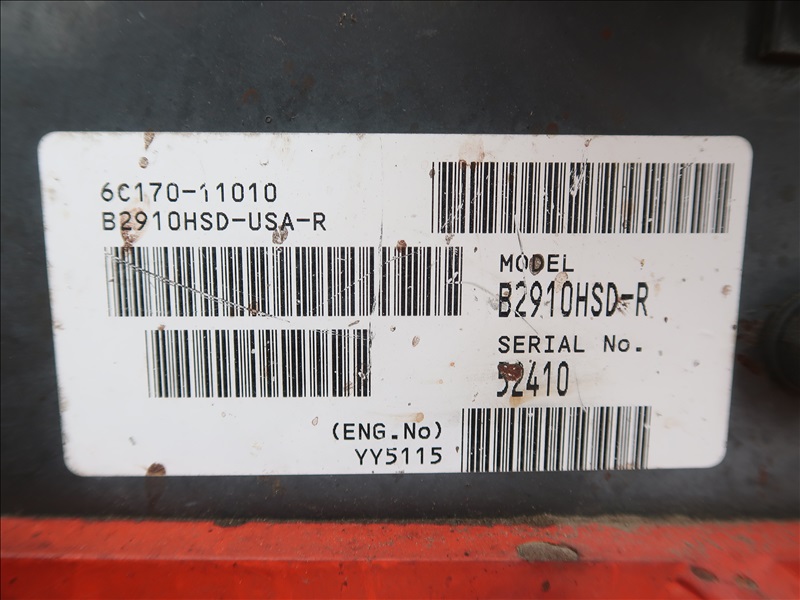 6C170-11010
B2910HSD-USA-R
MODEL
B2910HSD-R
SERIAL No.
52410
(ENG.No)
YY5115